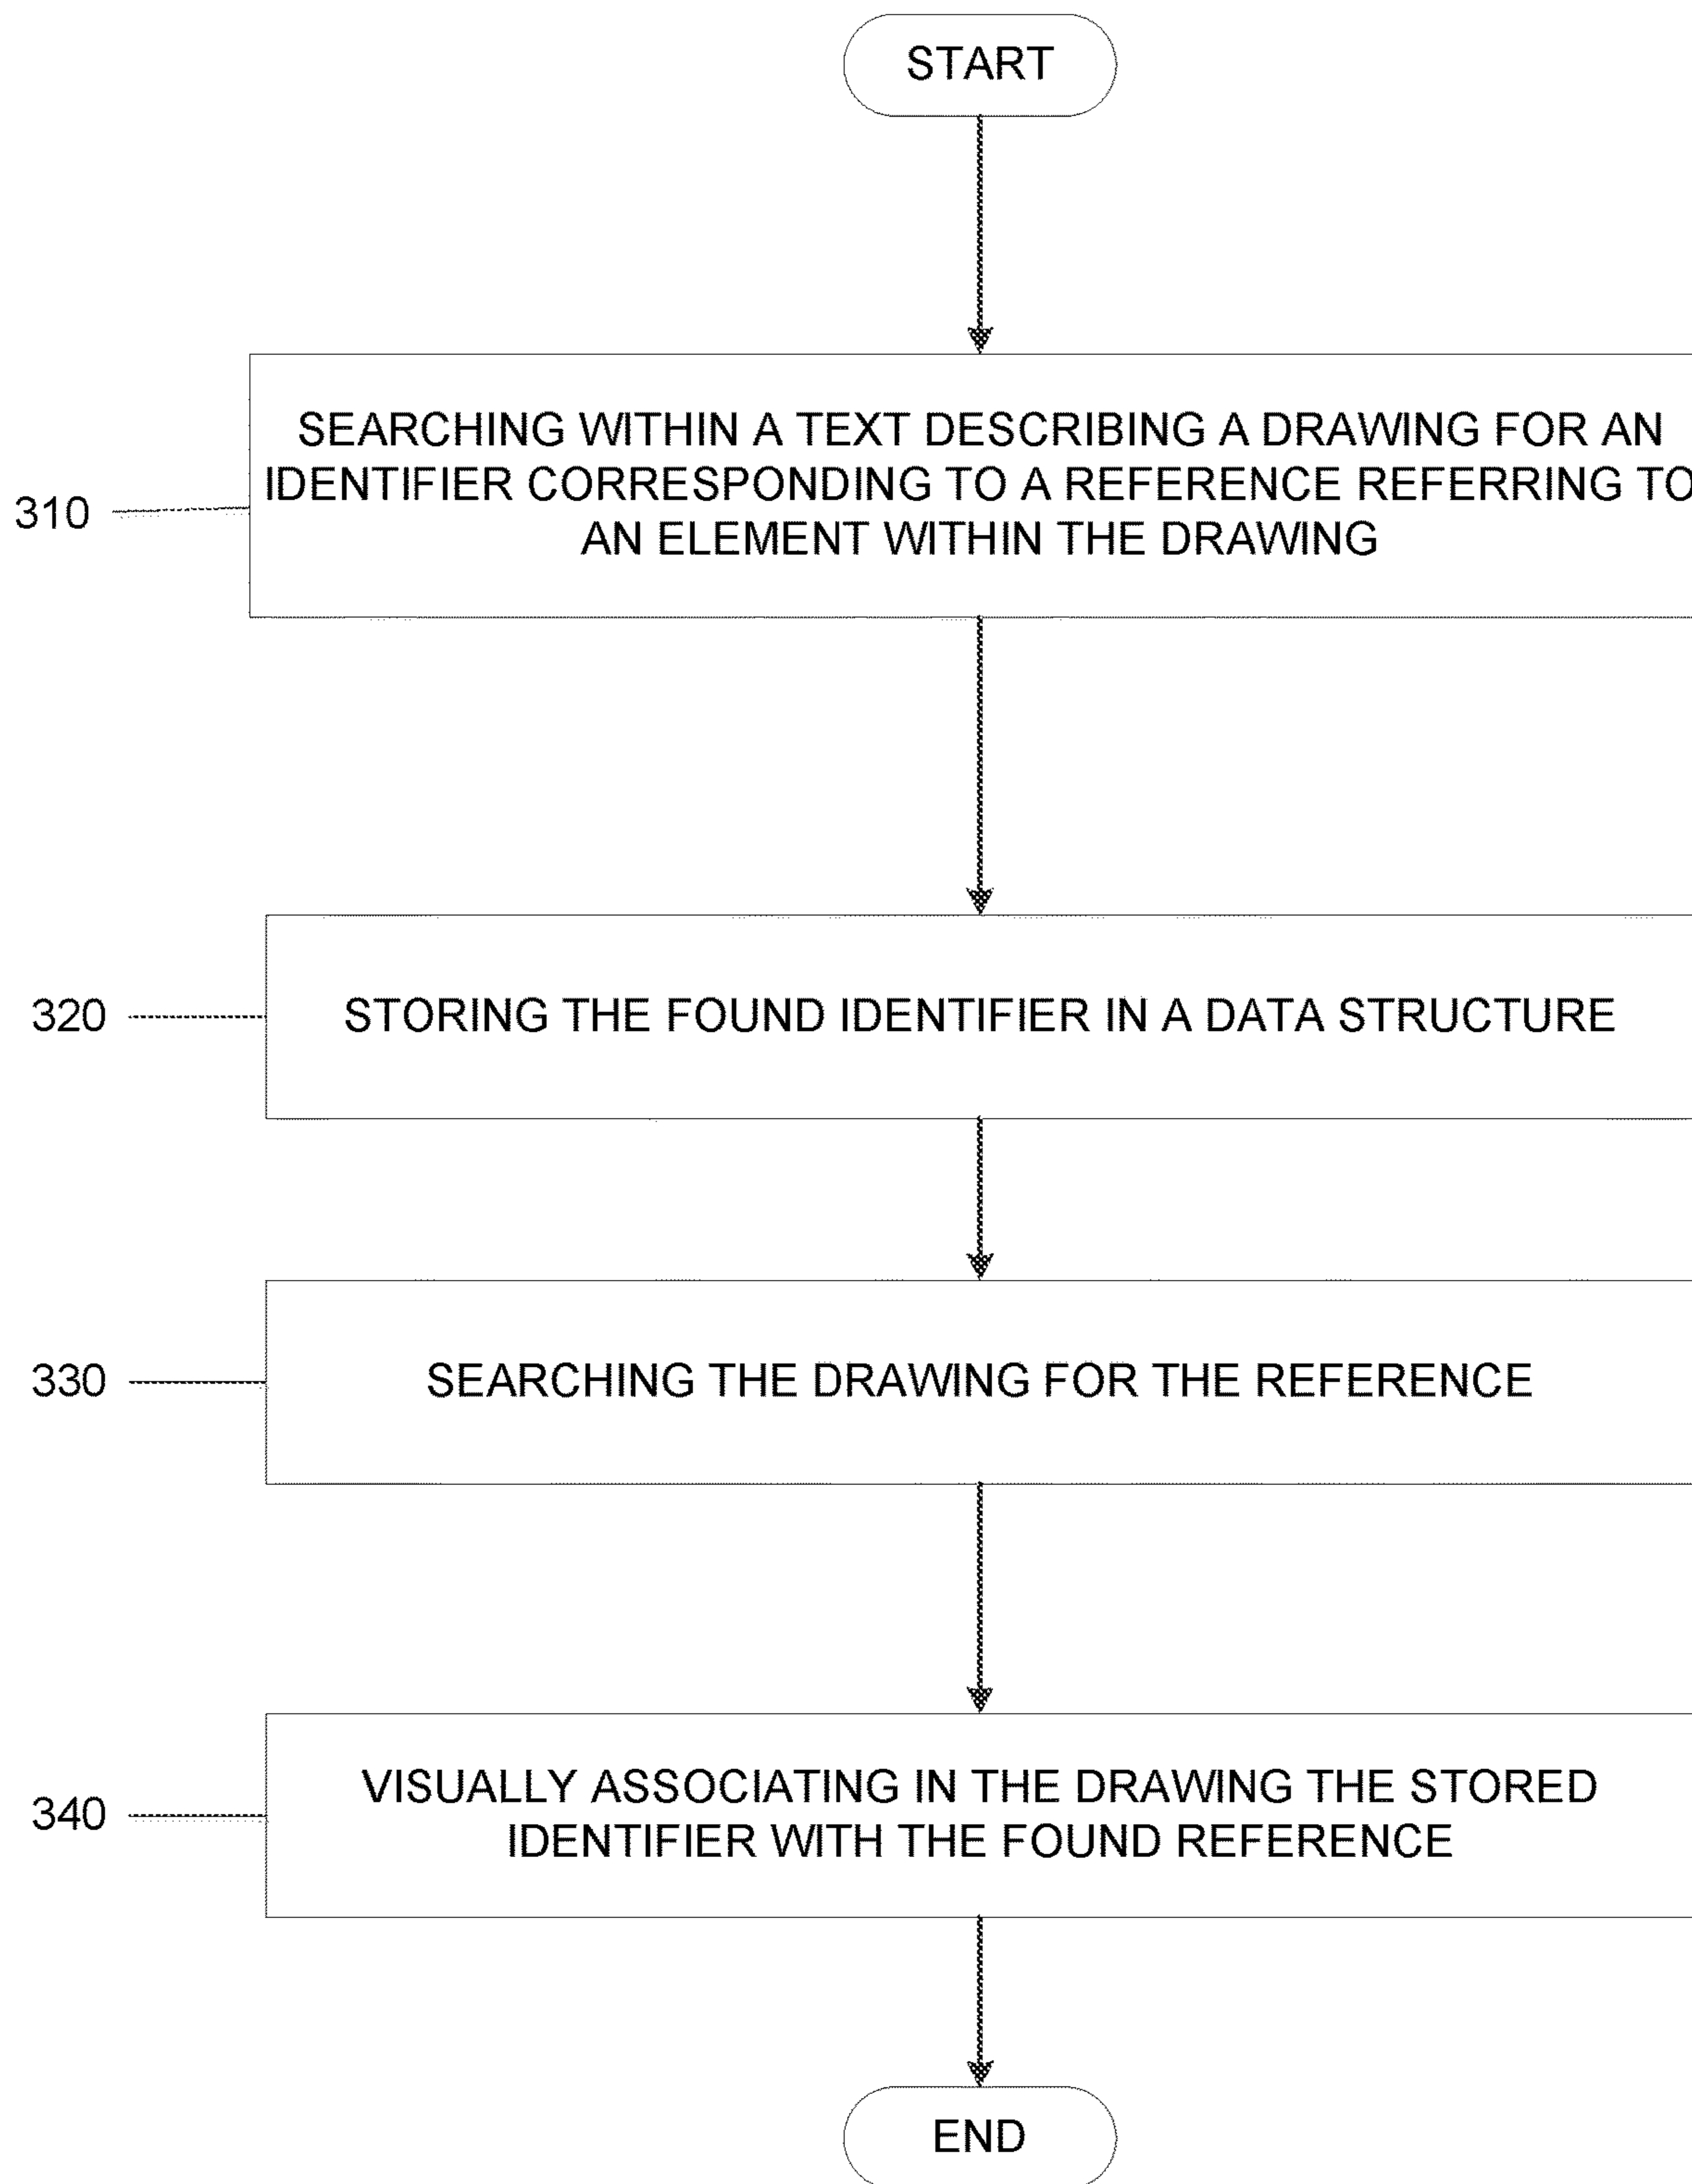 START
SEARCHING WITHIN A TEXT DESCRIBING A DRAWING FOR AN
IDENTIFIER CORRESPONDING TO A REFERENCE REFERRING TO
AN ELEMENT WITHIN THE DRAWING
310
320
STORING THE FOUND IDENTIFIER IN A DATA STRUCTURE
330
SEARCHING THE DRAWING FOR THE REFERENCE
340
VISUALLY ASSOCIATING IN THE DRAWING THE STORED
IDENTIFIER WITH THE FOUND REFERENCE
END